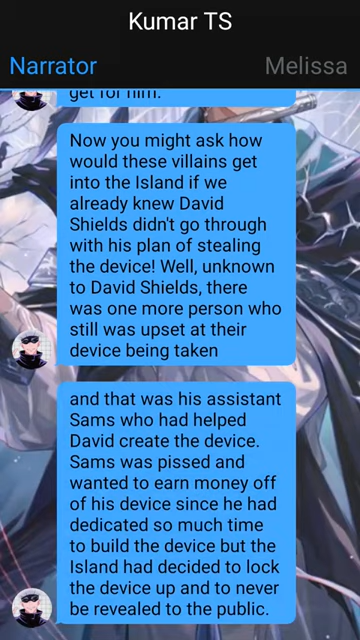 Kumar TS
Narrator
Melissa
get for him.
Now you might ask how
would these villains get
into the Island if we
already knew David
Shields didn't go through
with his plan of stealing
the device! Well, unknown
to David Shields, there
was one more person who
still was upset at their
device being taken
and that was his assistant
Sams who had helped
David create the device.
Sams was pissed and
wanted to earn money off
of his device since he had
dedicated so much time
to build the device but the
Island had decided to lock
the device up and to never
be revealed to the public.